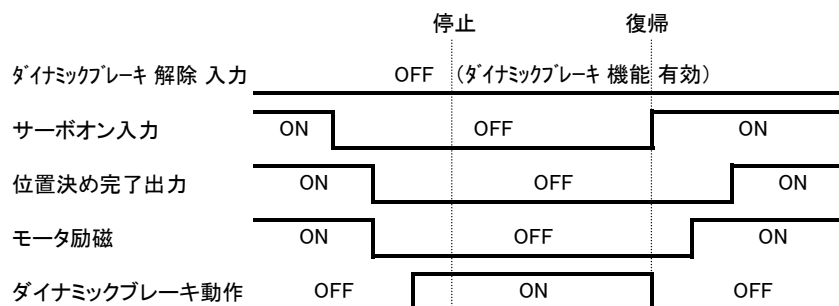 停止 復帰
ダイナミックブレーキ 解除 入力 OFF (ダイナミックブレーキ 機能 有効)
サーボオン入力 ON OFF ON
位置決め完了出力 ON OFF ON
モータ励磁 ON OFF ON
ダイナミックブレーキ動作 OFF ON OFF